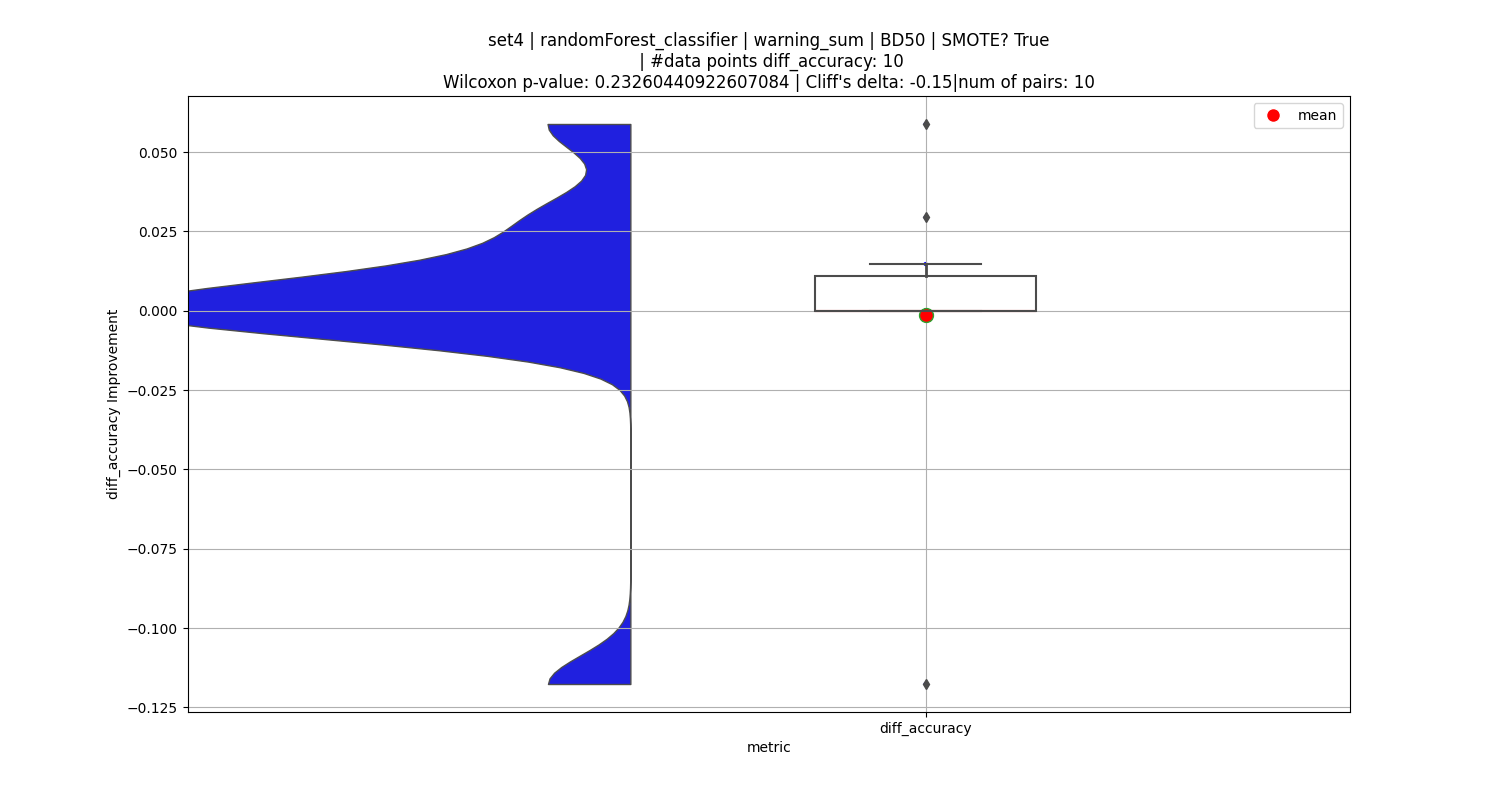 set4 | randomForest_classifier | warning_sum | BD50 | SMOTE? True
| #data points diff_accuracy: 10
Wilcoxon p-value: 0.23260440922607084 | Cliff's delta: -0.15|num of pairs: 10
mean
0.050
0.025
0.000
−0.025
−0.050
−0.075
−0.100
−0.125
diff_accuracy Improvement
diff_accuracy
metric